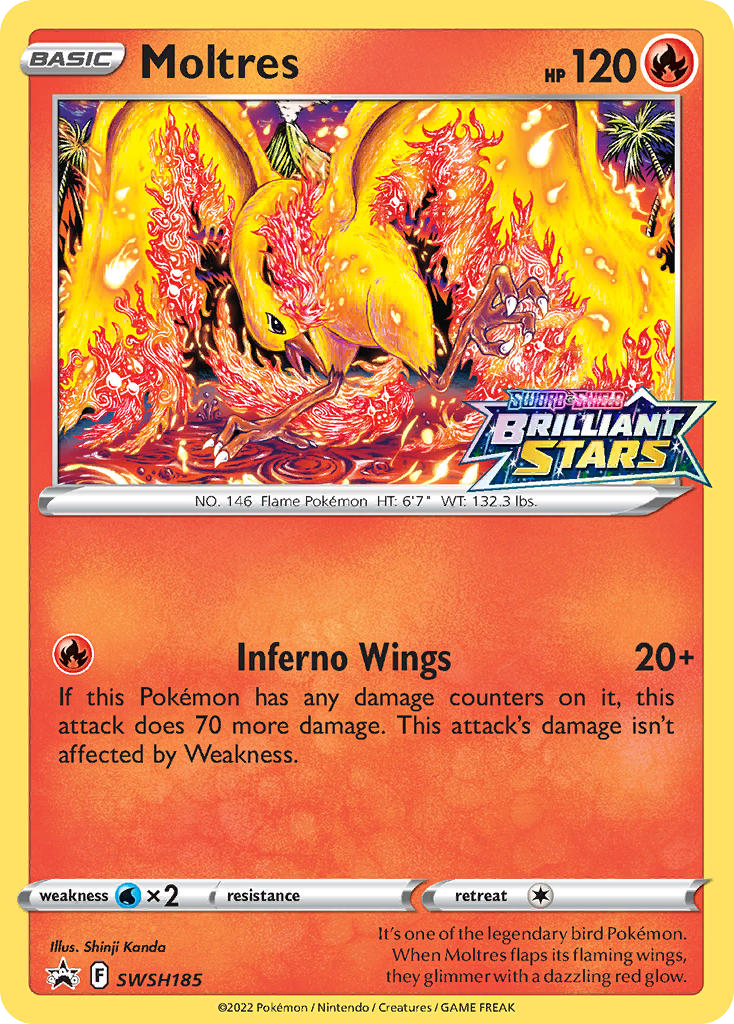 BASIC Moltres HP 120
SWORD & SHIELD
BRILLIANT
STARS
NO. 146 Flame Pokémon HT: 6'7" WT: 132.3 lbs.
Inferno Wings 20+
If this Pokémon has any damage counters on it, this
attack does 70 more damage. This attack's damage isn't
affected by Weakness.
weakness ×2 resistance retreat
Illus. Shinji Kanda
It's one of the legendary bird Pokémon.
When Moltres flaps its flaming wings,
they glimmer with a dazzling red glow.
F SWSH185
©2022 Pokémon / Nintendo / Creatures / GAME FREAK